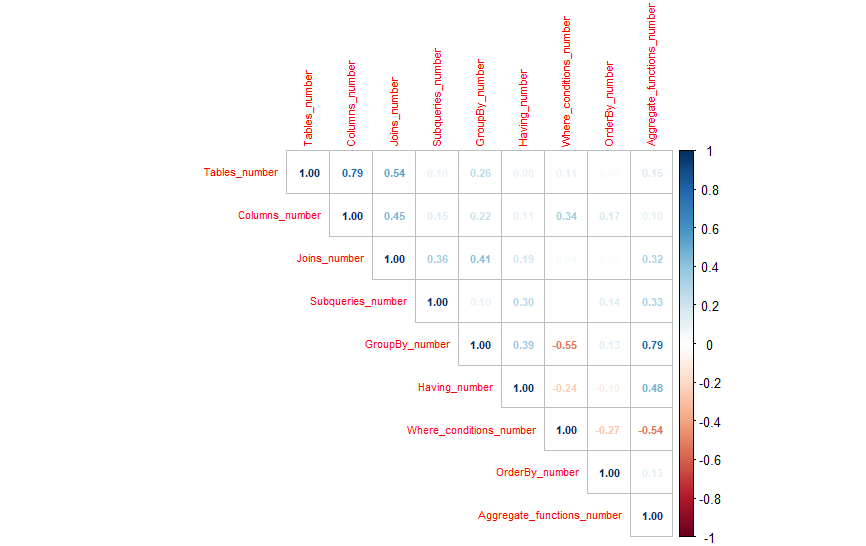 Tables_number
Columns_number
Joins_number
Subqueries_number
GroupBy_number
Having_number
Where_conditions_number
OrderBy_number
Aggregate_functions_number
Tables_number 1.00 0.79 0.54 0.10 0.26 0.08 0.11 0.15
Columns_number 1.00 0.45 0.15 0.22 0.11 0.34 0.17 0.10
Joins_number 1.00 0.36 0.41 0.19 0.32
Subqueries_number 1.00 0.10 0.30 0.14 0.33
GroupBy_number 1.00 0.39 -0.55 0.13 0.79
Having_number 1.00 -0.24 -0.10 0.48
Where_conditions_number 1.00 -0.27 -0.54
OrderBy_number 1.00 0.13
Aggregate_functions_number 1.00
1
0.8
0.6
0.4
0.2
0
-0.2
-0.4
-0.6
-0.8
-1